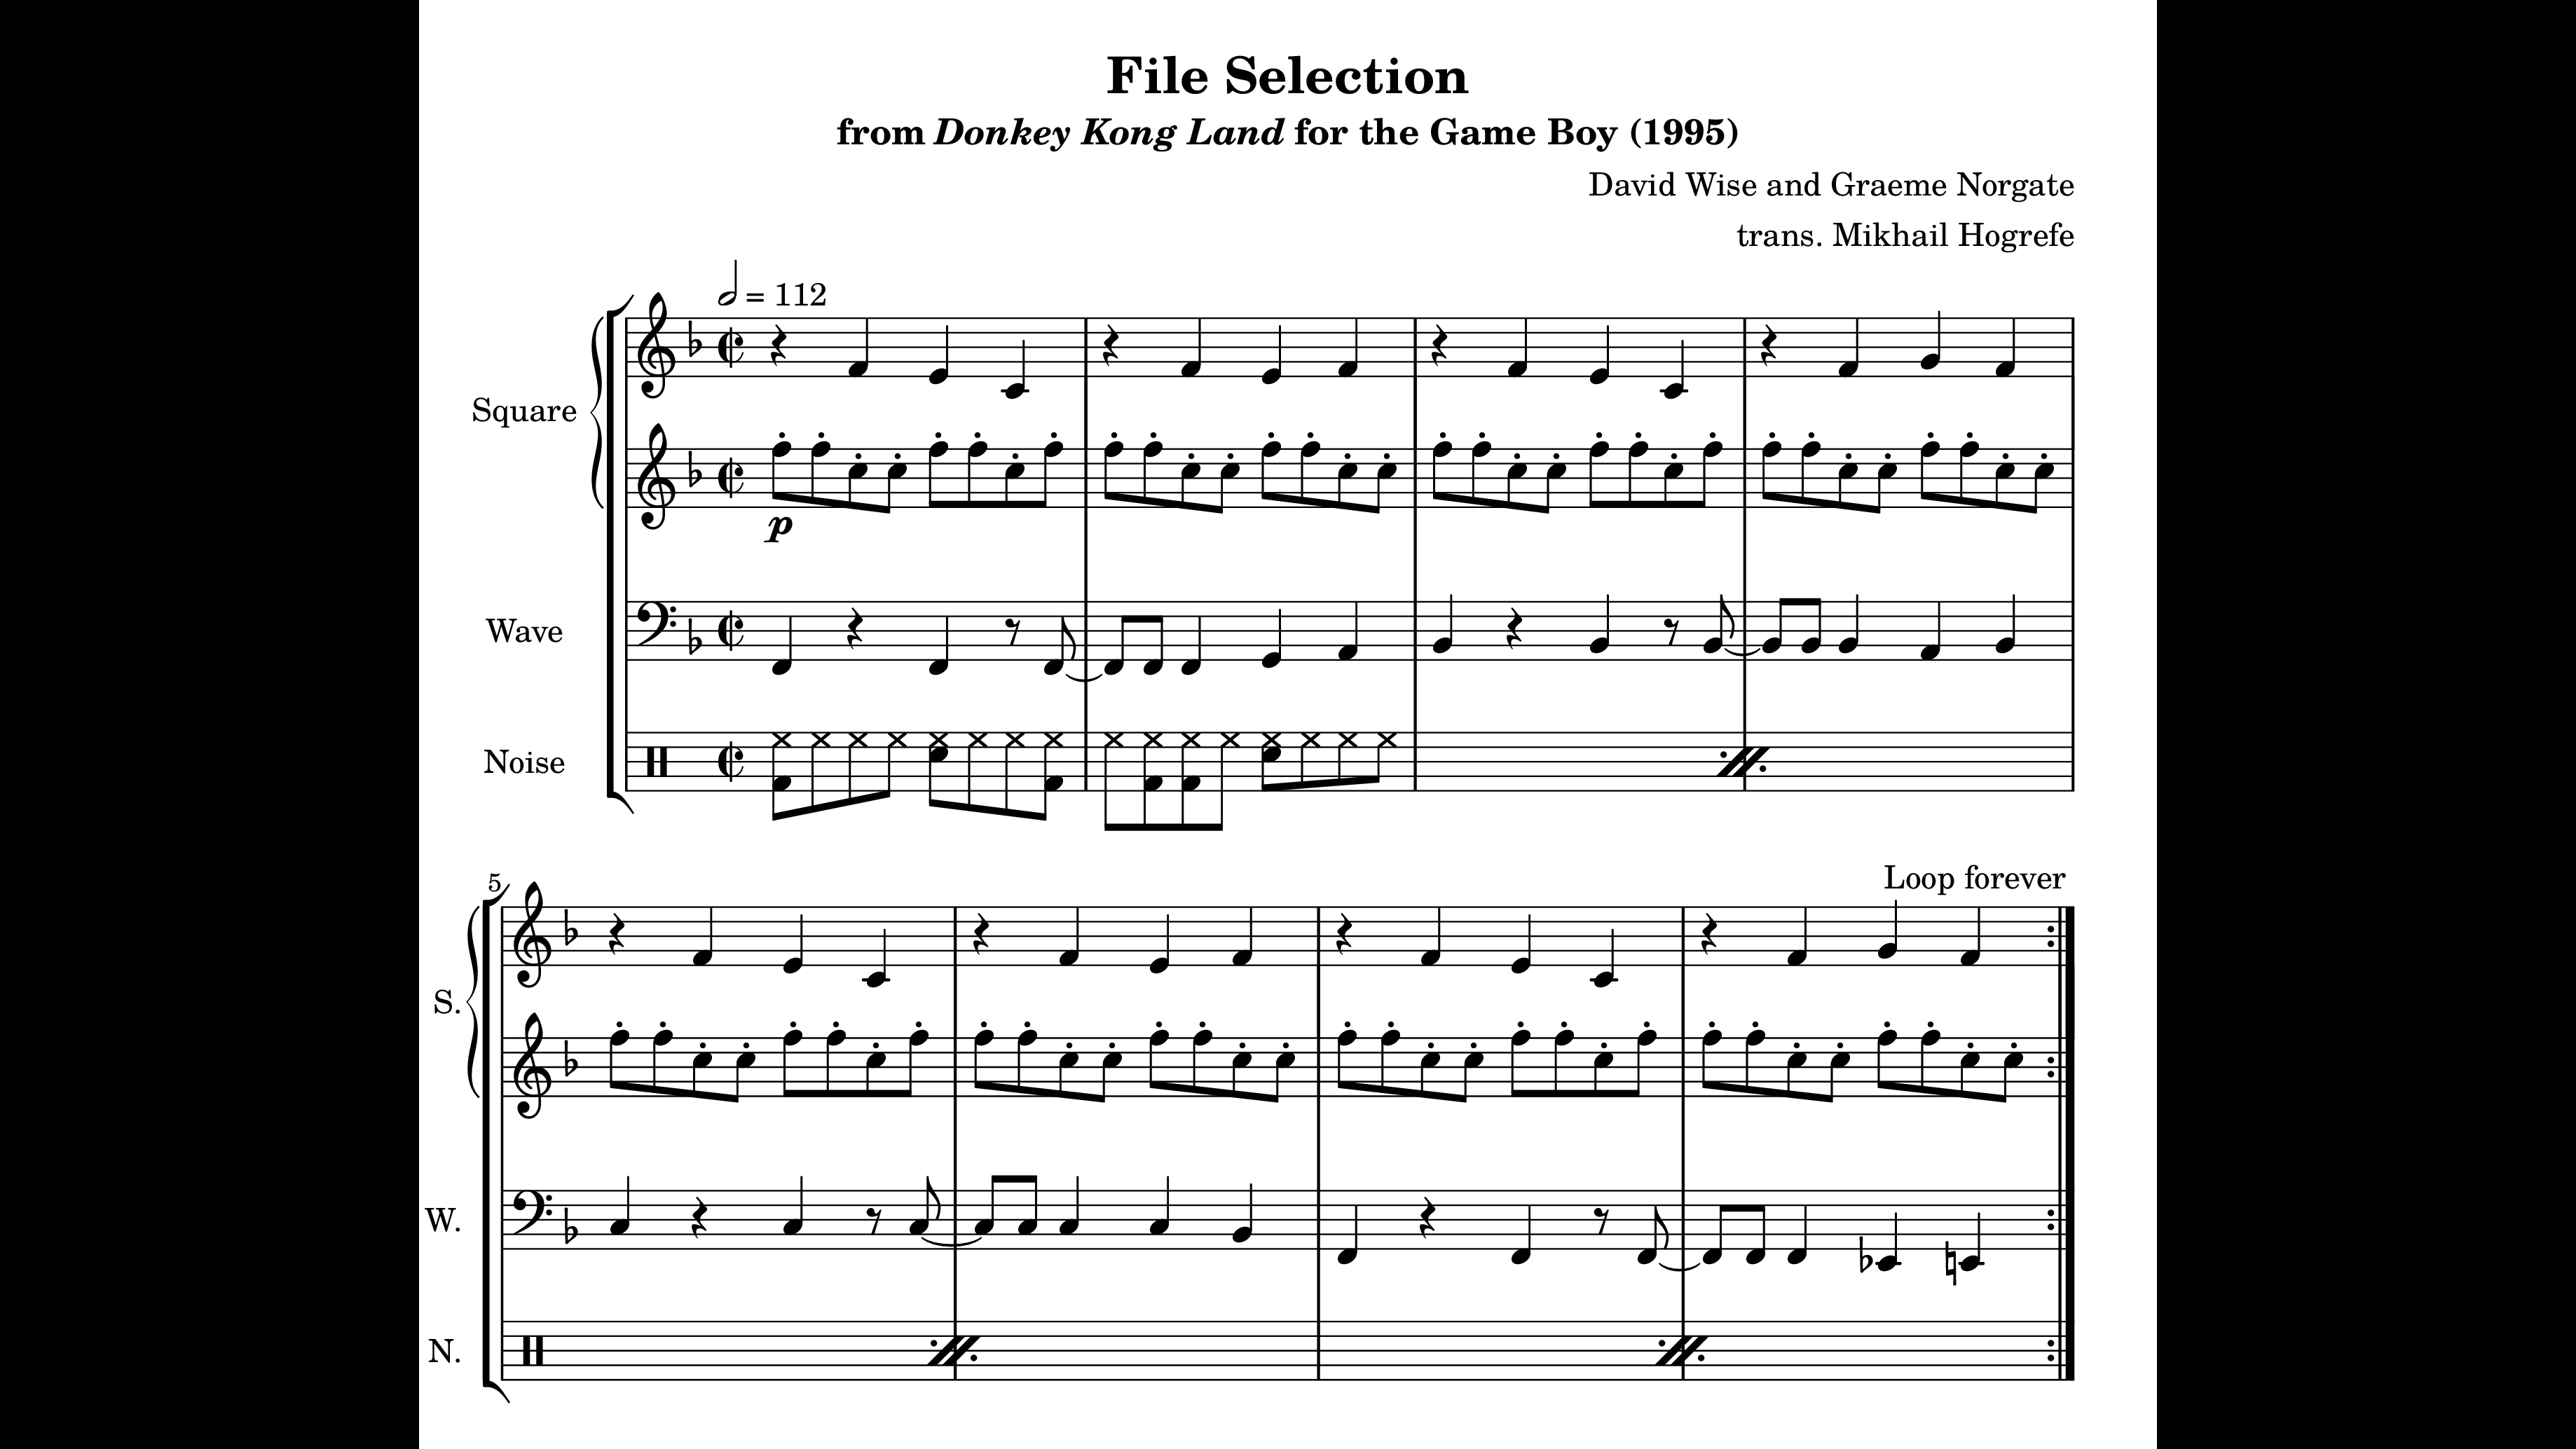 File Selection
from Donkey Kong Land for the Game Boy (1995)
David Wise and Graeme Norgate
trans. Mikhail Hogrefe
= 112
Square
p
Wave
Noise
5
Loop forever
S.
W.
N.